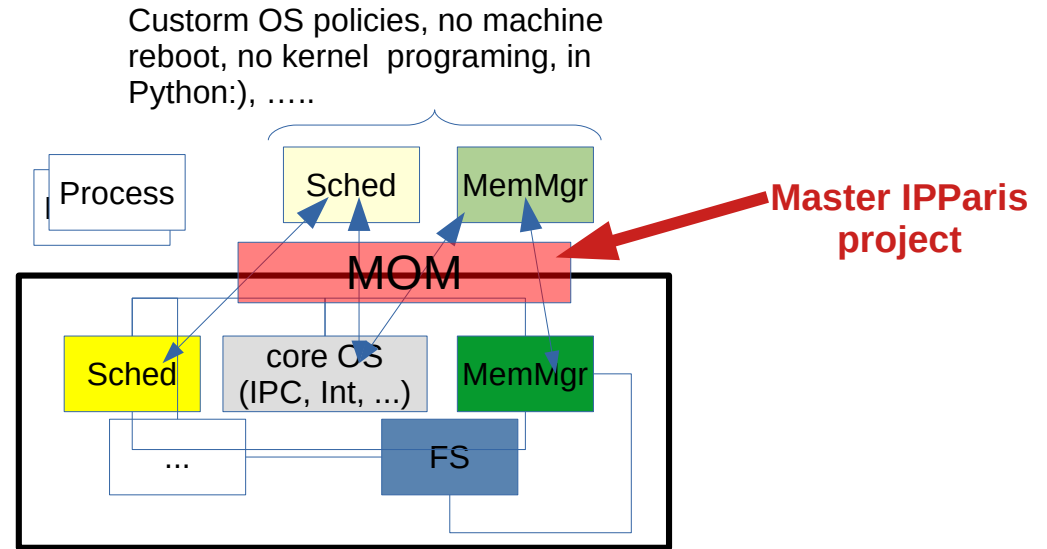 Custorm OS policies, no machine
reboot, no kernel programing, in
Python:), .....
Process
Sched
MemMgr
Master IPParis
project
MOM
Sched
core OS
(IPC, Int, ...)
MemMgr
...
FS